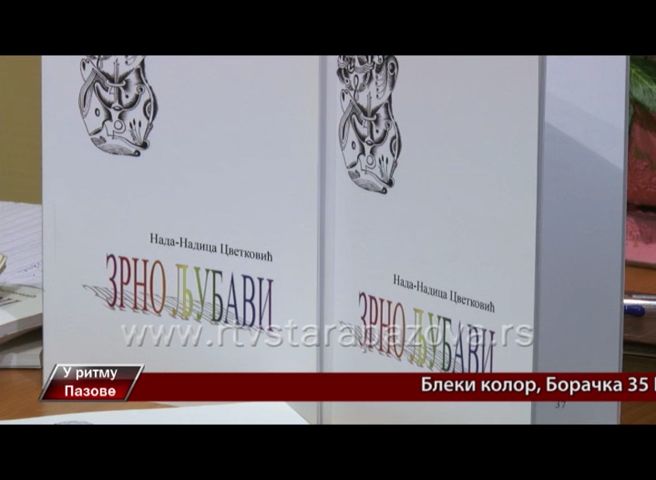 Нада-Надица Цветковић
ЗРНО ЉУБАВИ
Нада-Надица Цветковић
ЗРНО ЉУБАВИ
www.rtvstarapazova.rs
У ритму
Пазове
Блеки колор, Борачка 35
37